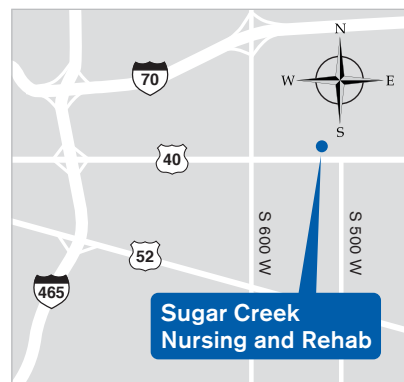 N
70
W
E
S
40
S 600 W
S 500 W
52
465
Sugar Creek
Nursing and Rehab